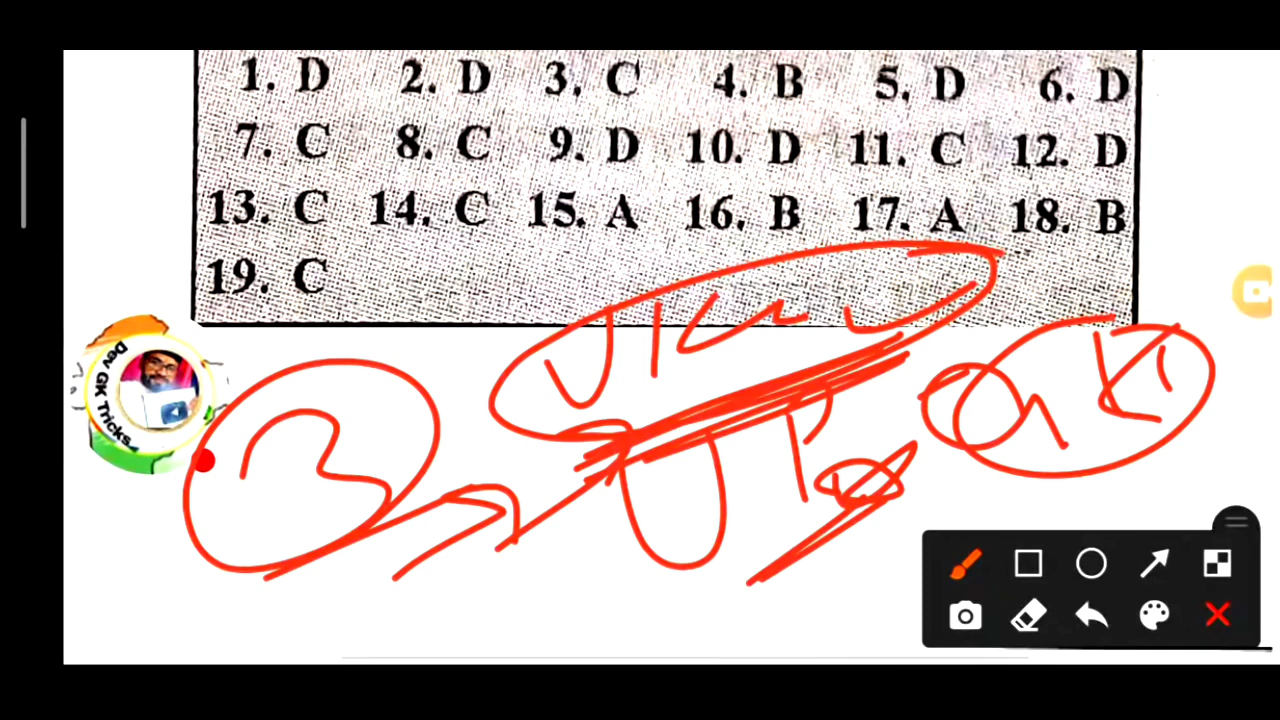 1. D 2. D 3. C 4. B 5. D 6. D
7. C 8. C 9. D 10. D 11. C 12. D
13. C 14. C 15. A 16. B 17. A 18. B
19. C
Dev GK Tricks
3